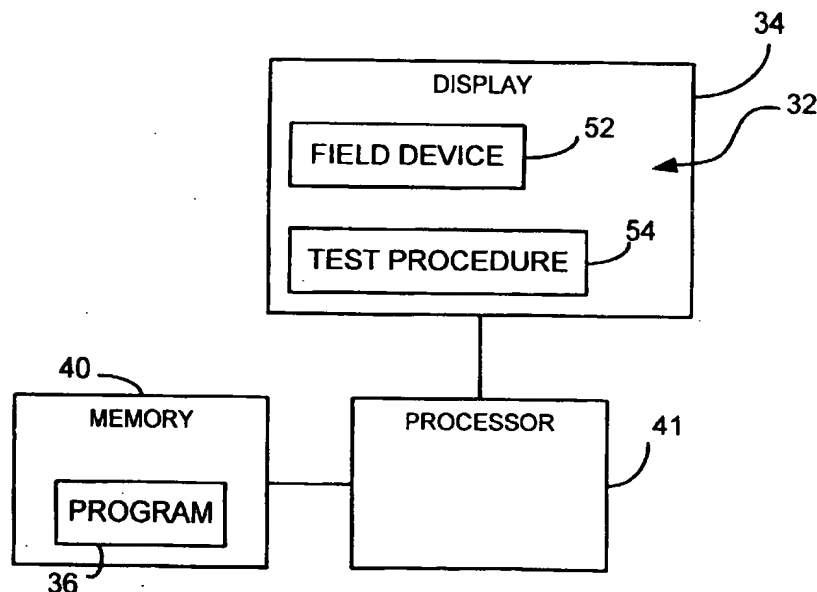 34
DISPLAY
32
52
FIELD DEVICE
54
TEST PROCEDURE
40
MEMORY
PROCESSOR
41
PROGRAM
36